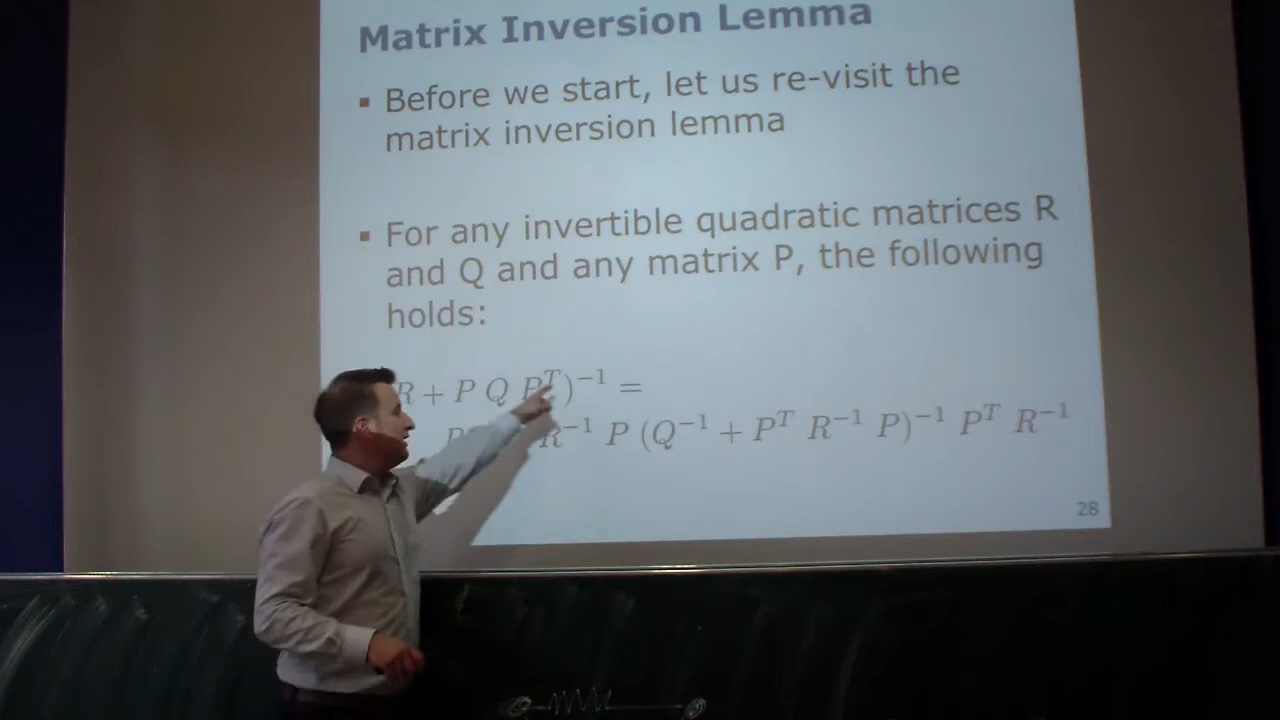 Matrix Inversion Lemma
▪ Before we start, let us re-visit the
matrix inversion lemma
▪ For any invertible quadratic matrices R
and Q and any matrix P, the following
holds:
R + P Q P^T)^{-1} =
R^{-1} P (Q^{-1} + P^T R^{-1} P)^{-1} P^T R^{-1}
28